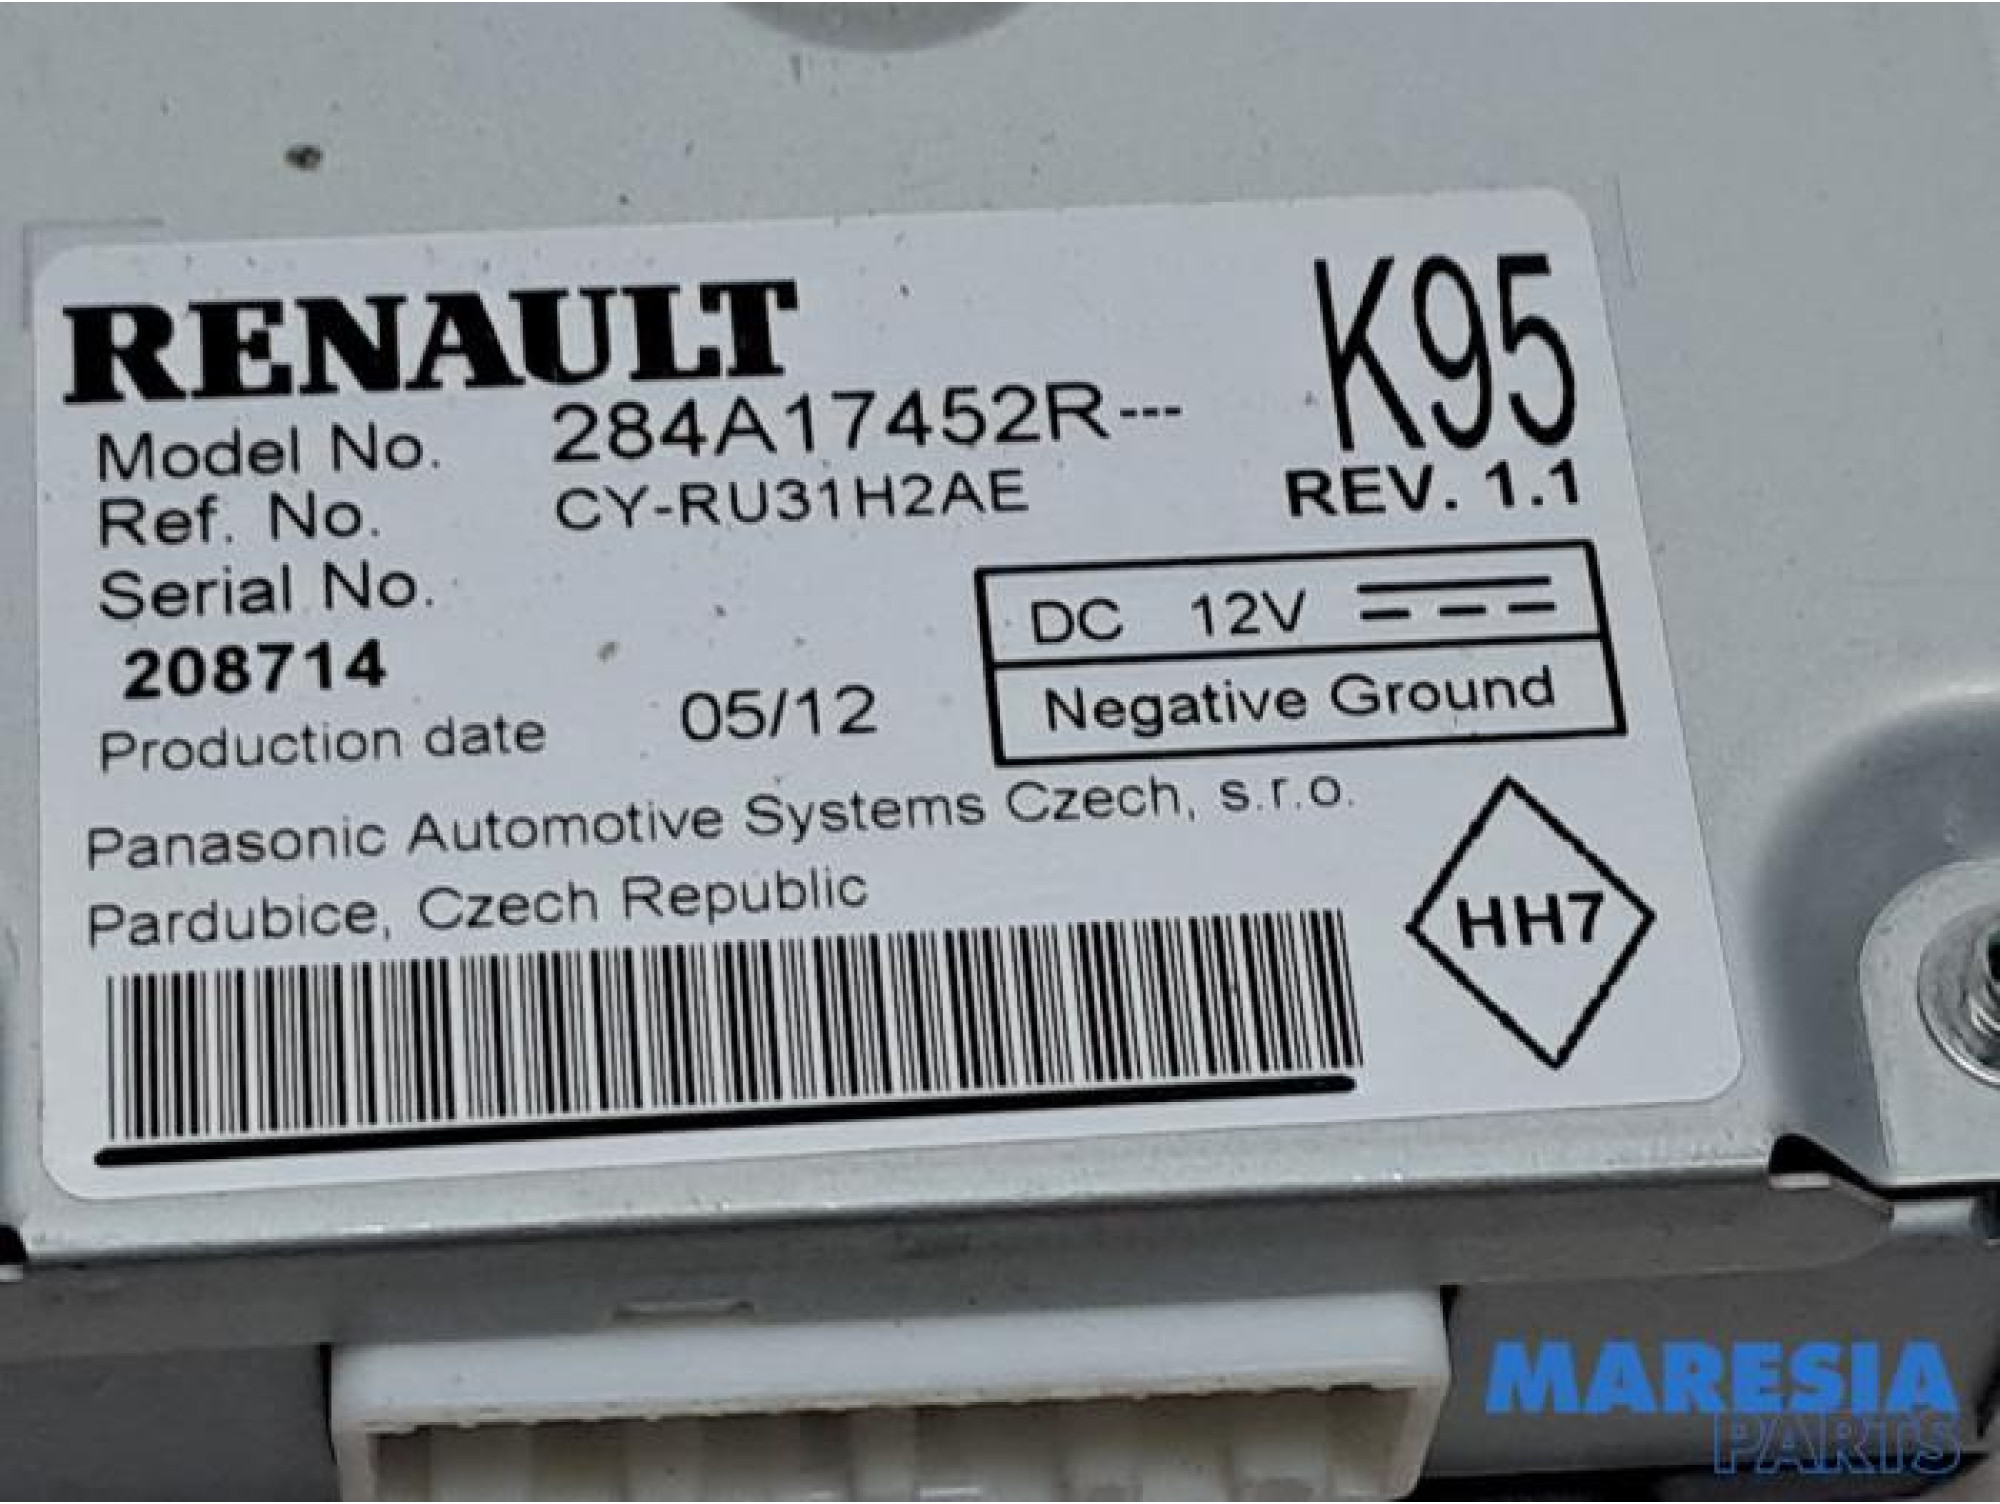 RENAULT
K95
Model No. 284A17452R---
Ref. No. CY-RU31H2AE
REV. 1.1
Serial No.
208714
DC 12V
Production date 05/12
Negative Ground
Panasonic Automotive Systems Czech, s.r.o.
Pardubice, Czech Republic
HH7
MARESIA
PARTS